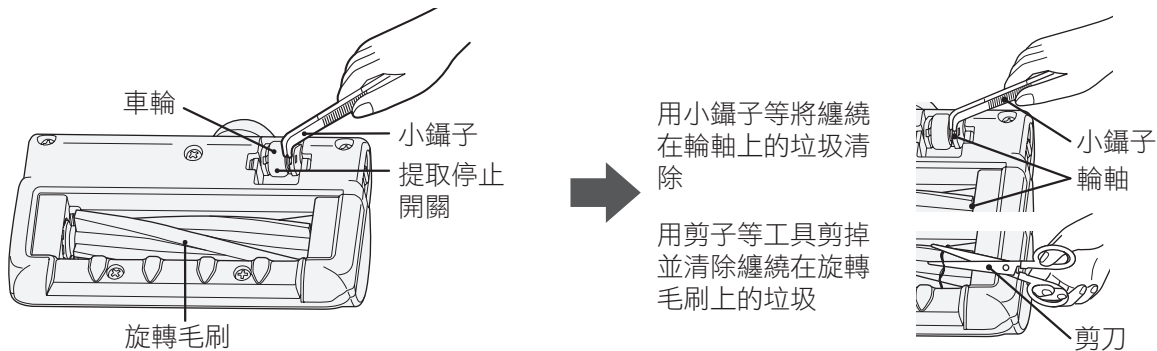 車輪
小鑷子
提取停止
開關
旋轉毛刷
用小鑷子等將纏繞
在輪軸上的垃圾清
除
用剪子等工具剪掉
並清除纏繞在旋轉
毛刷上的垃圾
小鑷子
輪軸
剪刀